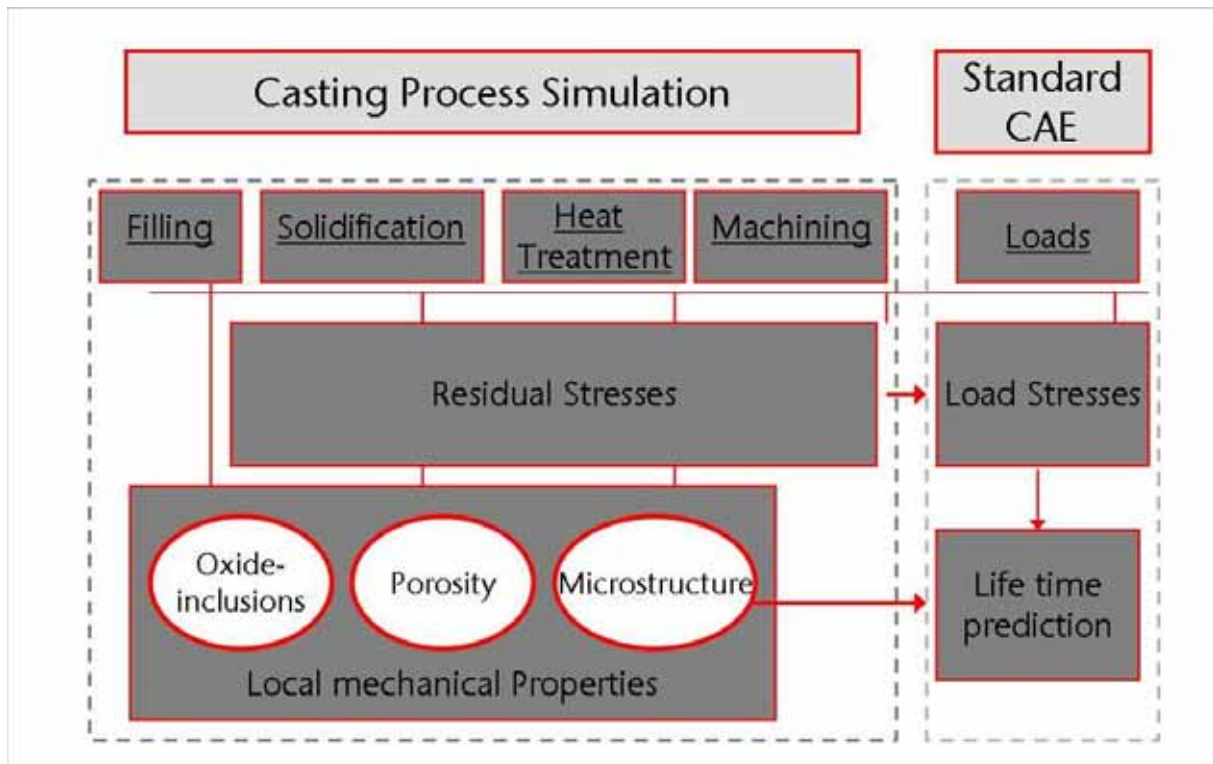 Casting Process Simulation
Standard
CAE
Filling
Solidification
Heat
Treatment
Machining
Loads
Residual Stresses
Load Stresses
Oxide-
inclusions
Porosity
Microstructure
Life time
prediction
Local mechanical Properties